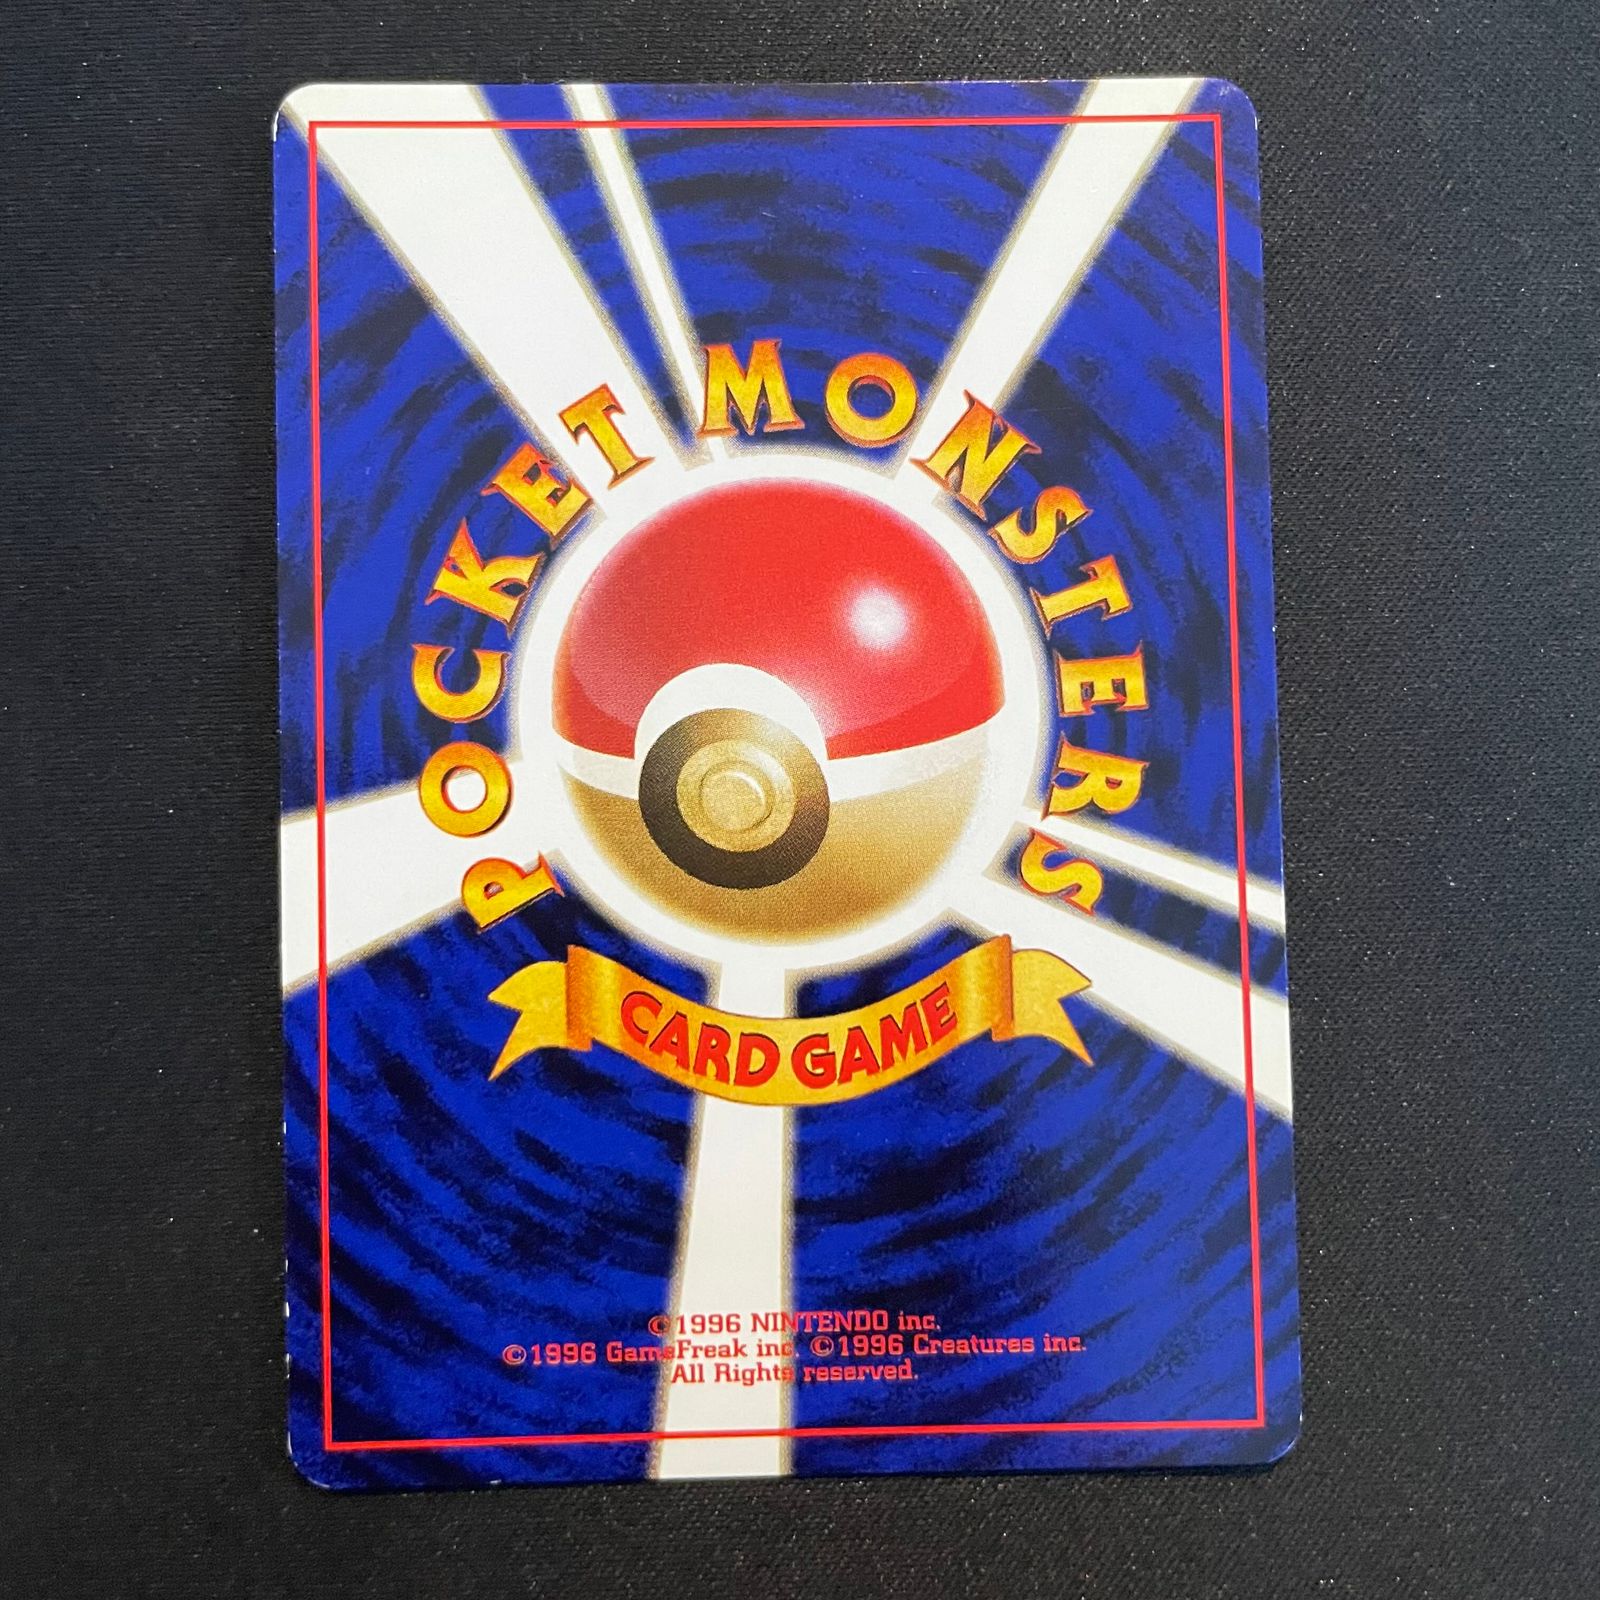 POCKET MONSTERS
CARD GAME
©1996 NINTENDO inc.
©1996 GameFreak inc. ©1996 Creatures inc.
All Rights reserved.